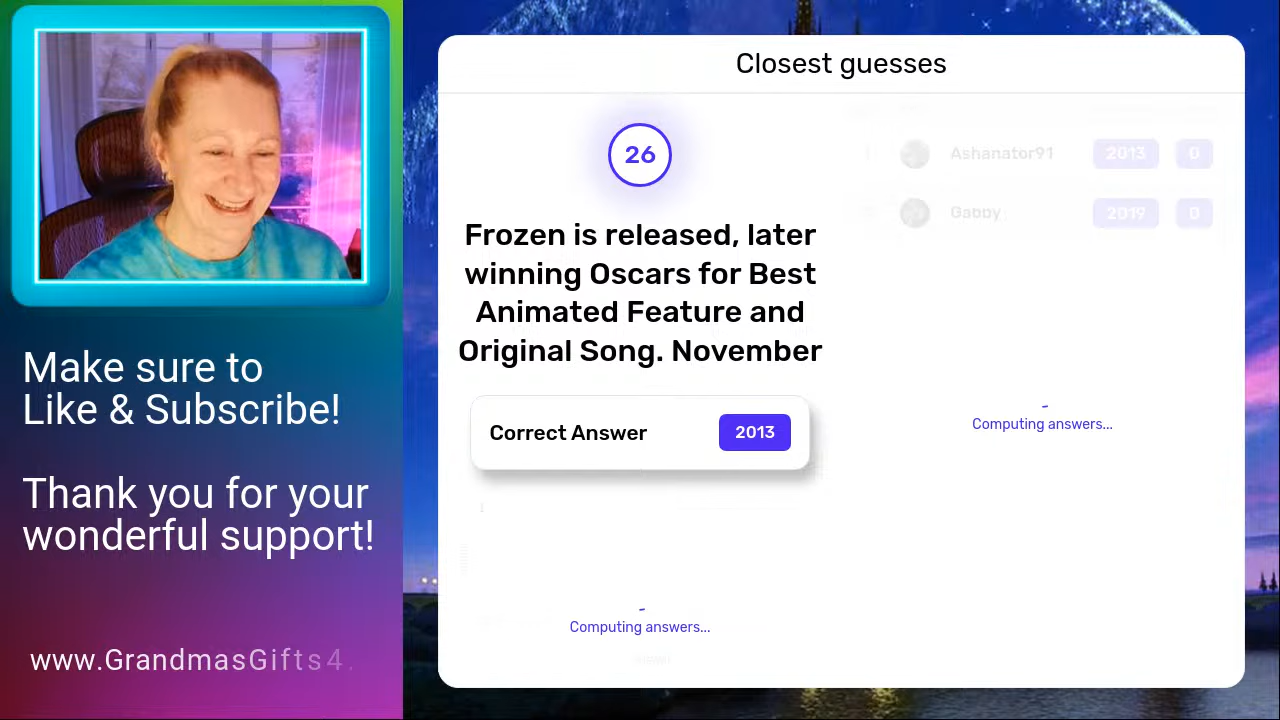 Closest guesses
26
Frozen is released, later
winning Oscars for Best
Animated Feature and
Original Song. November
Correct Answer 2013
Computing answers...
Ashanator91 2013 0
Gabby 2019 0
Computing answers...
Make sure to
Like & Subscribe!
Thank you for your
wonderful support!
www.GrandmasGifts4.